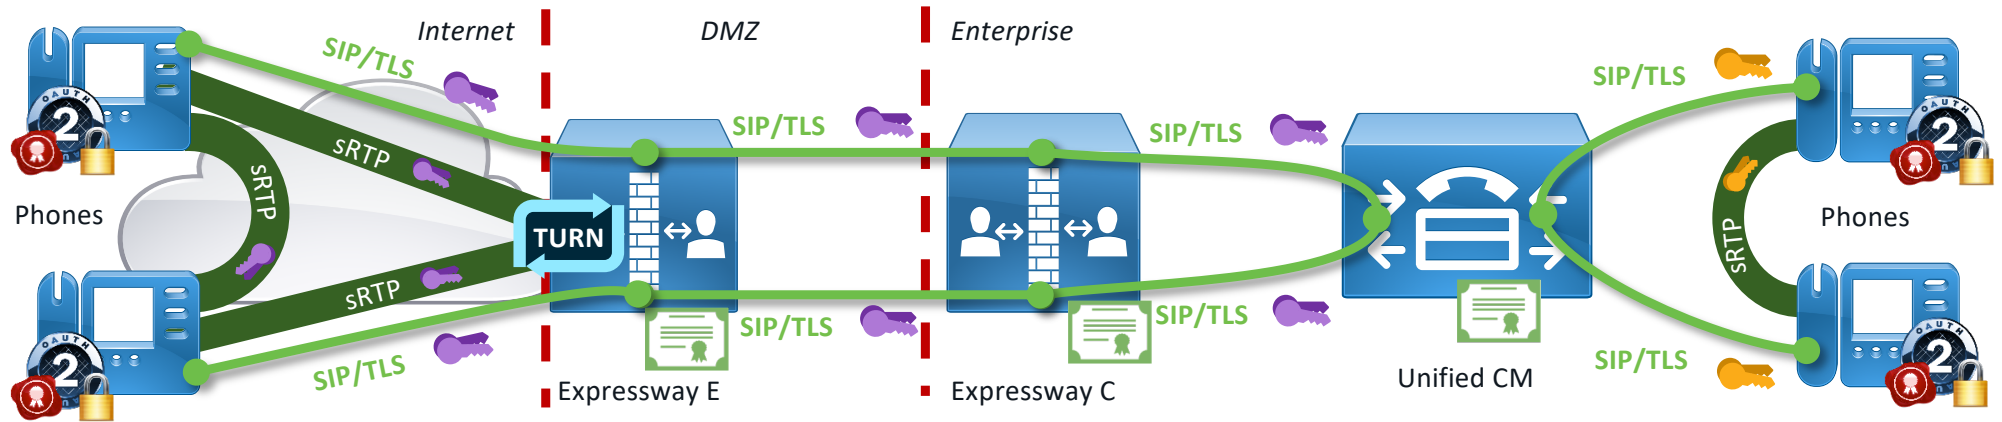 Internet
DMZ
Enterprise
SIP/TLS
SIP/TLS
SIP/TLS
SIP/TLS
OAUTH
2
OAUTH
2
sRTP
sRTP
sRTP
Phones
Phones
TURN
sRTP
SIP/TLS
SIP/TLS
SIP/TLS
SIP/TLS
OAUTH
2
OAUTH
2
Expressway E
Expressway C
Unified CM